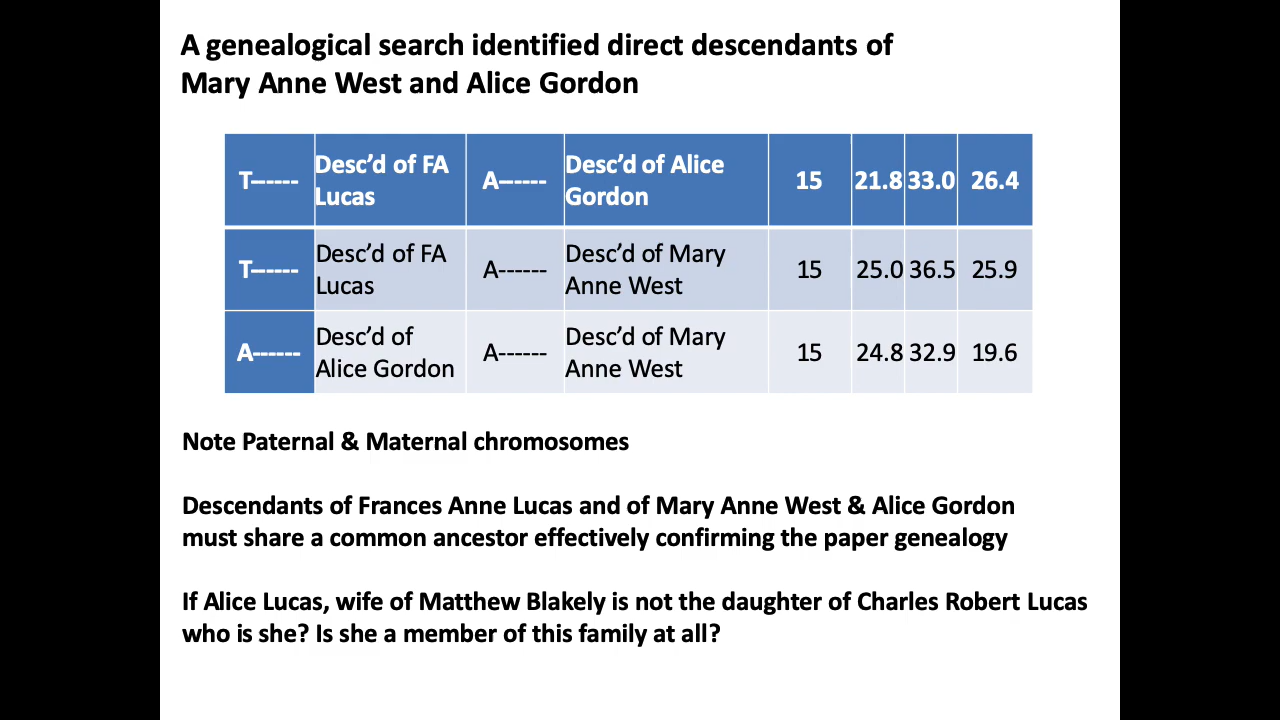 A genealogical search identified direct descendants of
Mary Anne West and Alice Gordon
T------ Desc’d of FA Lucas A------ Desc’d of Alice Gordon 15 21.8 33.0 26.4
T------ Desc’d of FA Lucas A------ Desc’d of Mary Anne West 15 25.0 36.5 25.9
A------ Desc’d of Alice Gordon A------ Desc’d of Mary Anne West 15 24.8 32.9 19.6
Note Paternal & Maternal chromosomes
Descendants of Frances Anne Lucas and of Mary Anne West & Alice Gordon
must share a common ancestor effectively confirming the paper genealogy
If Alice Lucas, wife of Matthew Blakely is not the daughter of Charles Robert Lucas
who is she? Is she a member of this family at all?